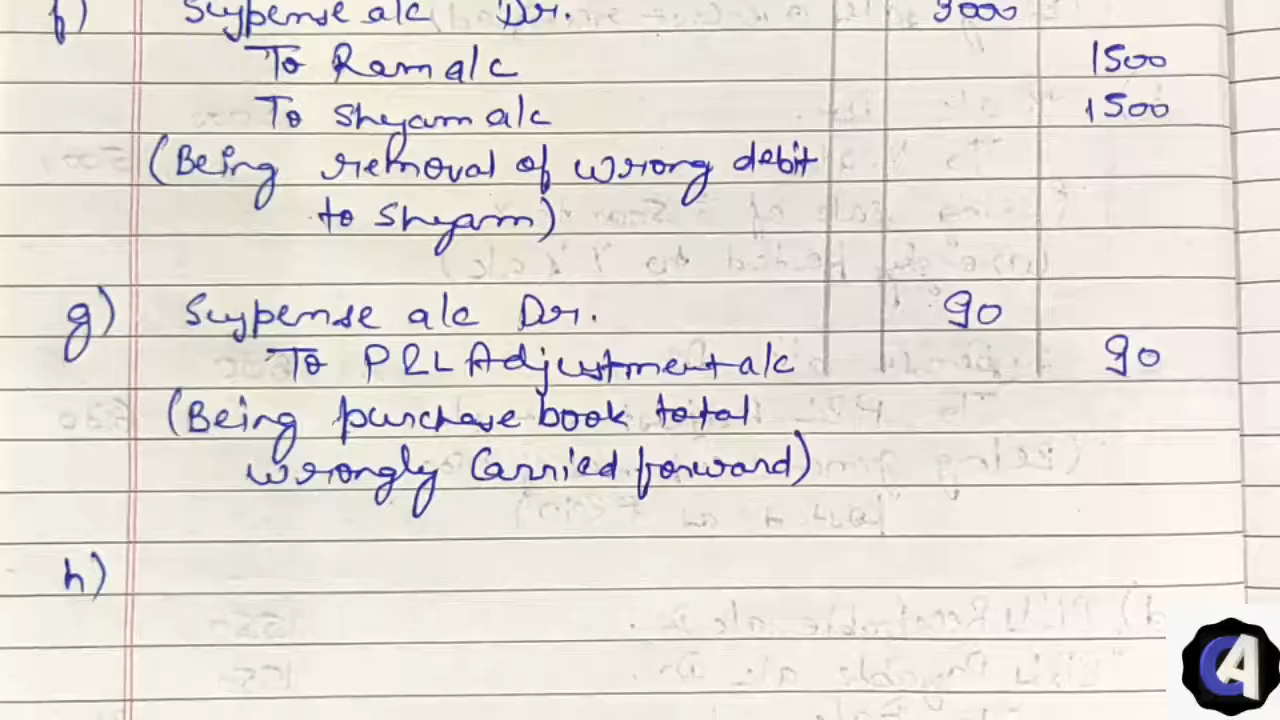 f) Suspense a/c Dr. 3000
To Ram a/c 1500
To Shyam a/c 1500
(Being removal of wrong debit
to Shyam)
g) Suspense a/c Dr. 90
To P&L Adjustment a/c 90
(Being purchase book total
wrongly Carried forward)
h)
CA